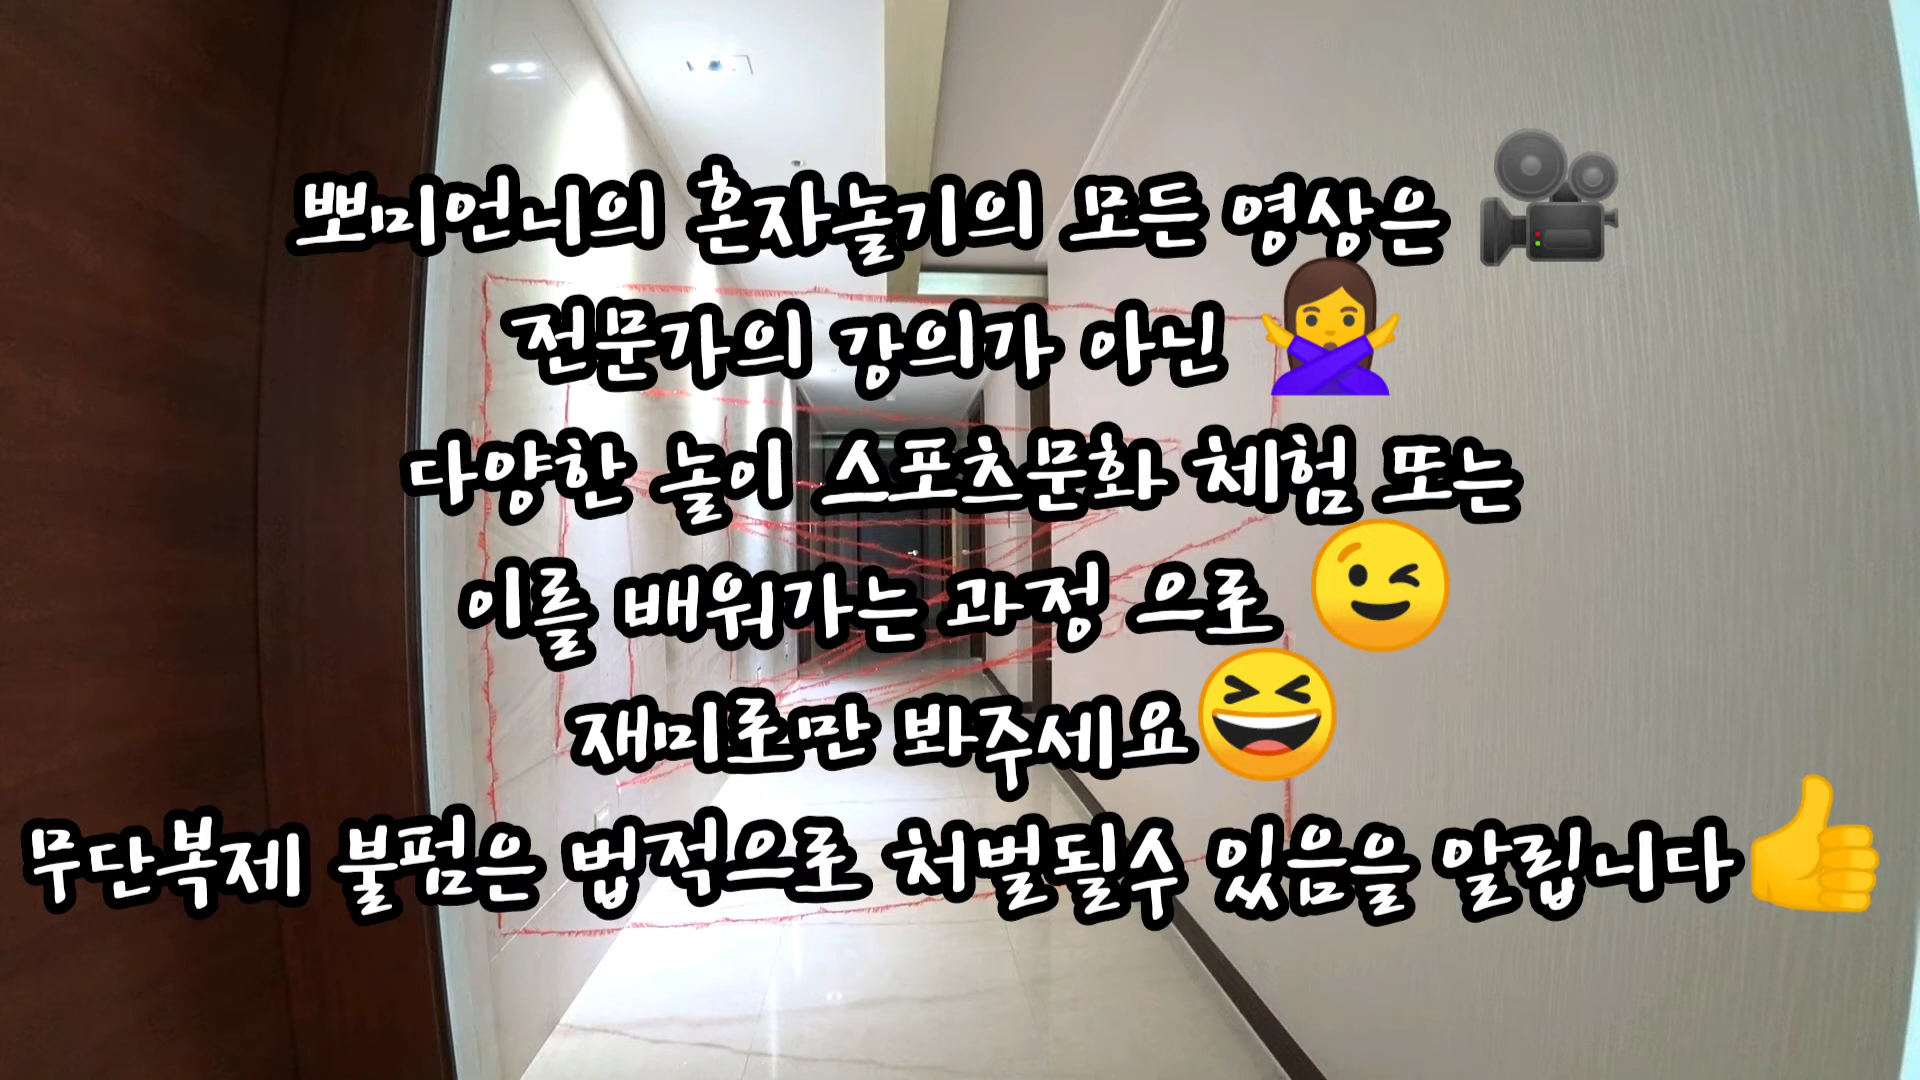 뽀미언니의 혼자놀기의 모든 영상은 🎥
전문가의 강의가 아닌 🙅‍♀️
다양한 놀이 스포츠문화 체험 또는
이를 배워가는 과정 으로 😉
재미로만 봐주세요😆
무단복제 불펌은 법적으로 처벌될수 있음을 알립니다👍